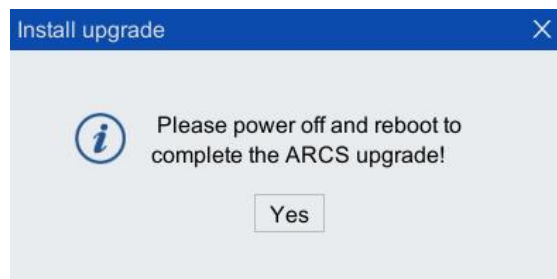 Install upgrade
Please power off and reboot to
complete the ARCS upgrade!
Yes